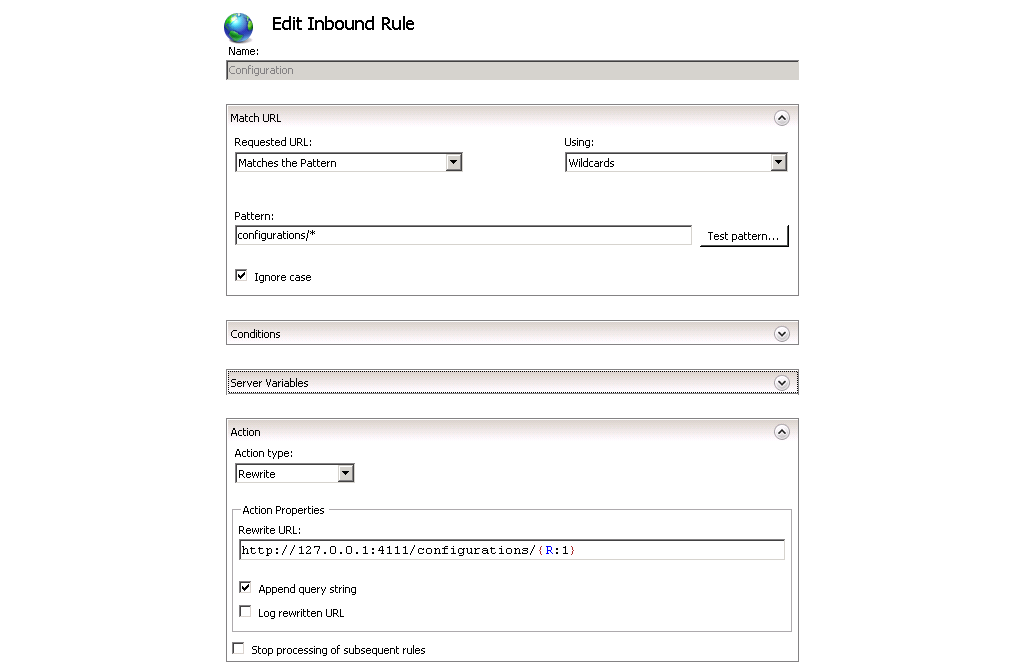 Edit Inbound Rule
Name:
Configuration
Match URL
Requested URL:
Using:
Matches the Pattern
Wildcards
Pattern:
configurations/*
Test pattern...
Ignore case
Conditions
Server Variables
Action
Action type:
Rewrite
Action Properties
Rewrite URL:
http://127.0.0.1:4111/configurations/{R:1}
Append query string
Log rewritten URL
Stop processing of subsequent rules